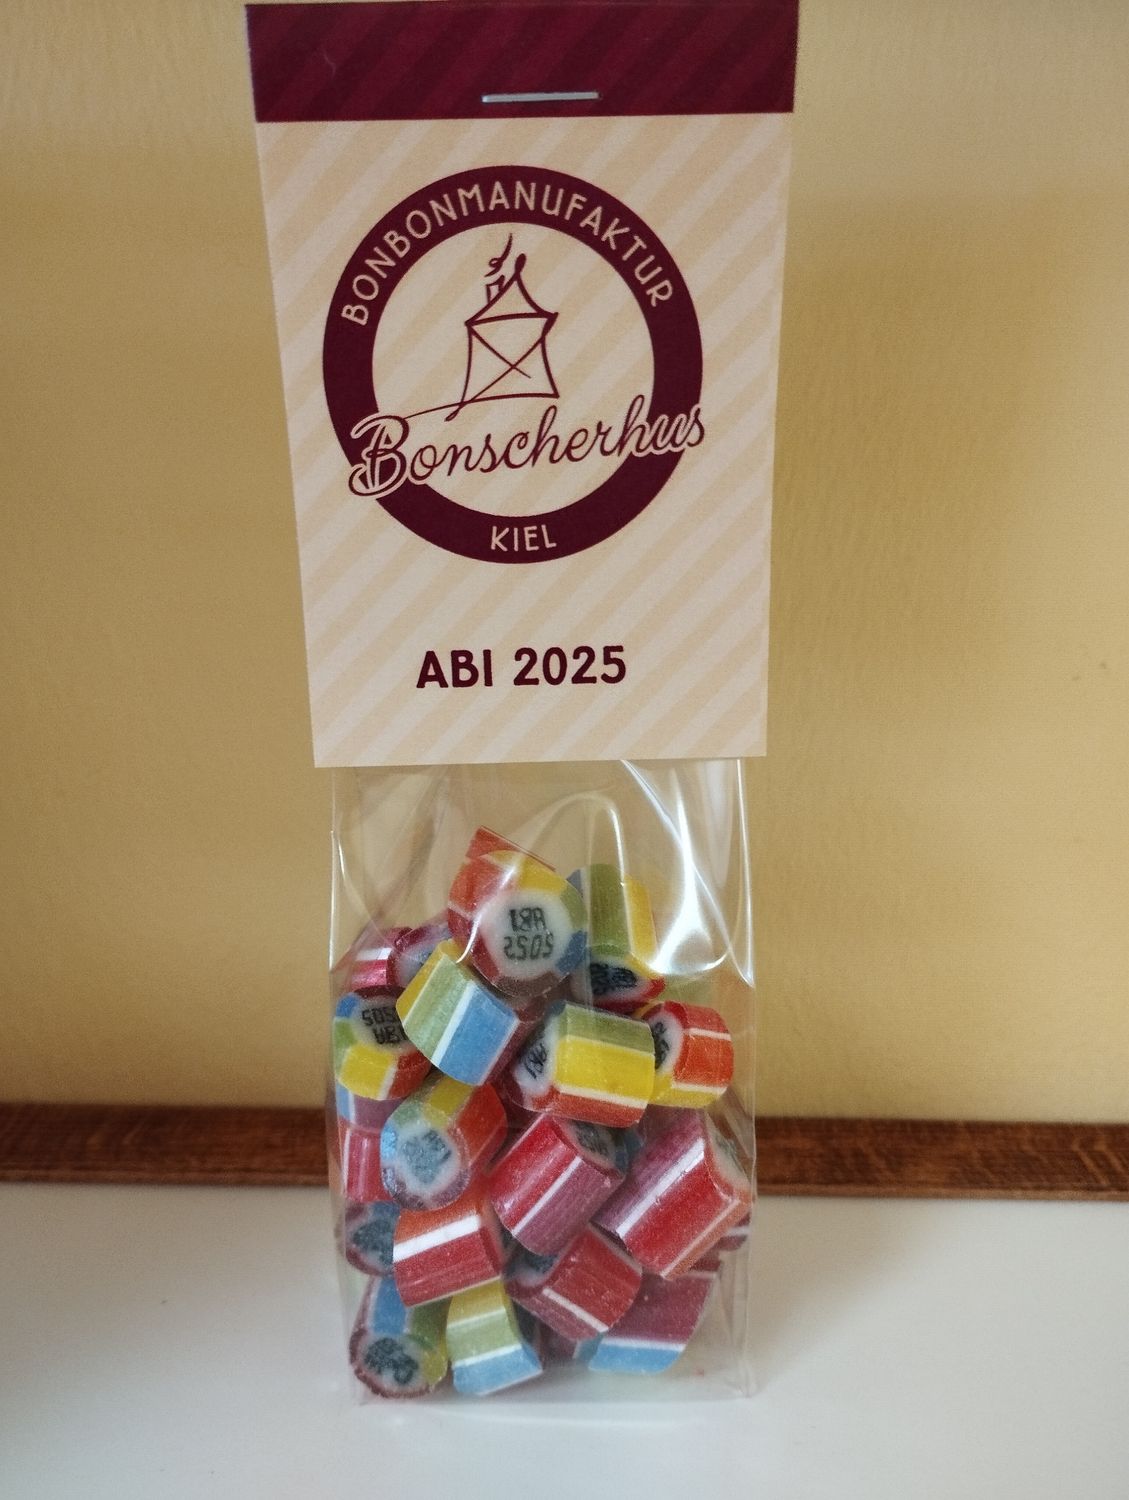 BONBONMANUFAKTUR
Bonscherhus
KIEL
ABI 2025
ABI
2025